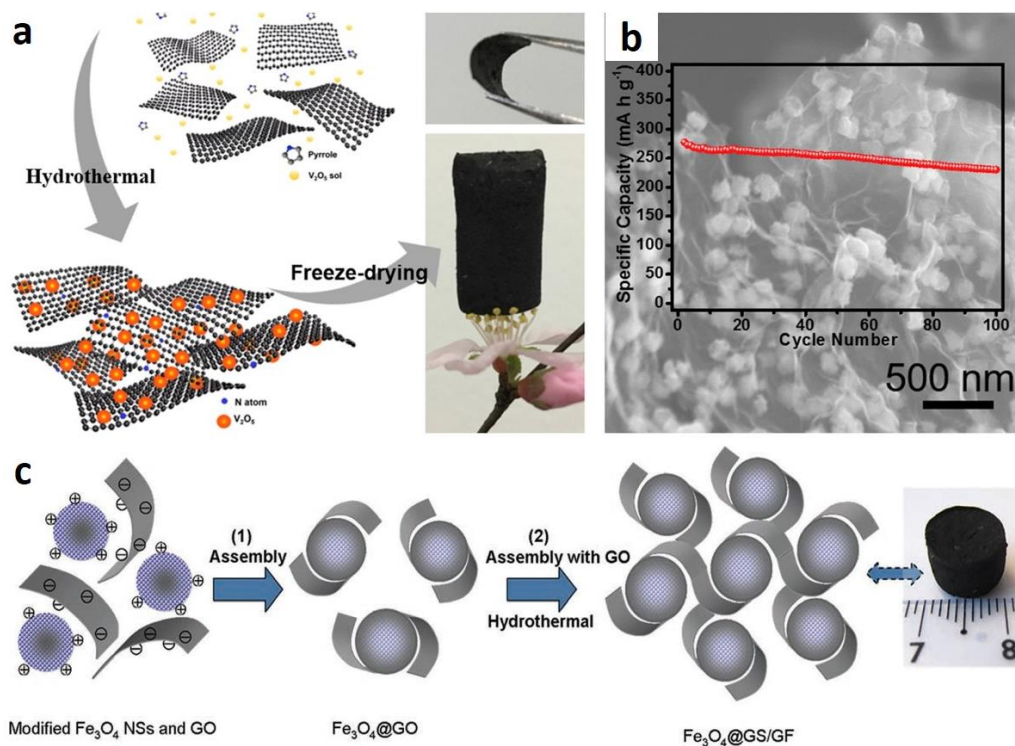 a
Pyrrole
V₂O₅ sol
Hydrothermal
Freeze-drying
N atom
V₂O₅
b
Specific Capacity (mA h g⁻¹)
400
350
300
250
200
150
100
50
0
0 20 40 60 80 100
Cycle Number
500 nm
c
(1)
Assembly
(2)
Assembly with GO
Hydrothermal
7 8
Modified Fe₃O₄ NSs and GO
Fe₃O₄@GO
Fe₃O₄@GS/GF